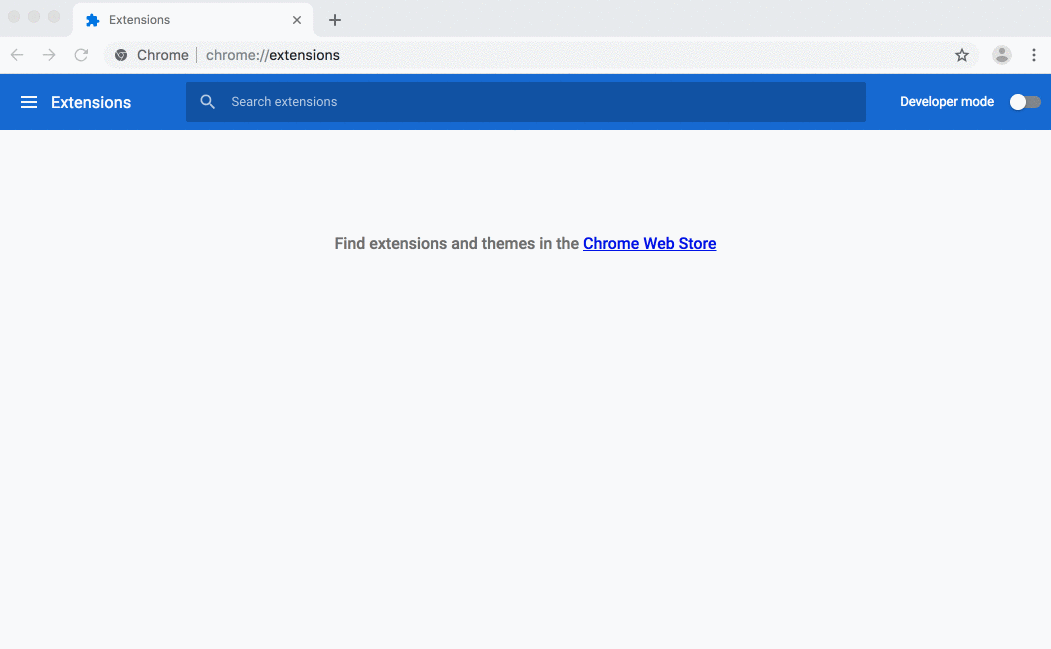 Extensions
Chrome chrome://extensions
Extensions Search extensions Developer mode
Find extensions and themes in the Chrome Web Store